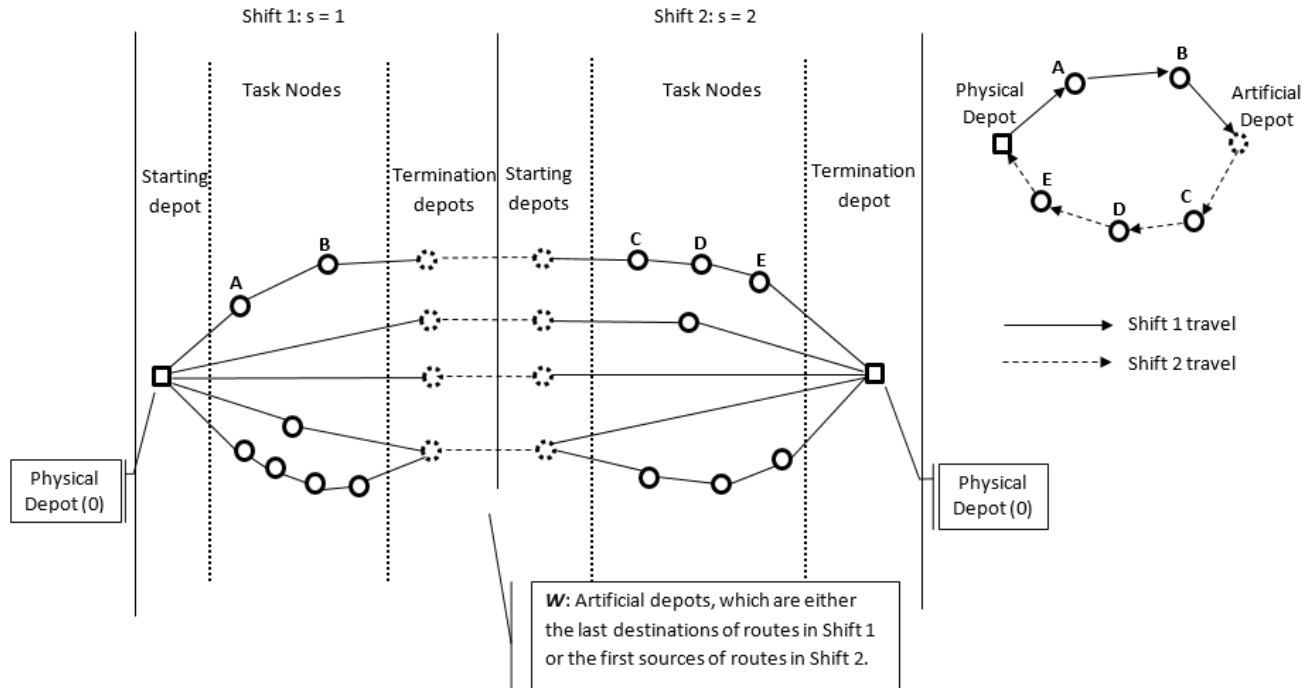 Shift 1: s = 1
Shift 2: s = 2
Task Nodes
Task Nodes
Starting
depot
Termination
depots
Starting
depots
Termination
depot
A
B
C
D
E
Physical
Depot (0)
Physical
Depot (0)
W: Artificial depots, which are either
the last destinations of routes in Shift 1
or the first sources of routes in Shift 2.
Physical
Depot
A
B
Artificial
Depot
E
D
C
Shift 1 travel
Shift 2 travel